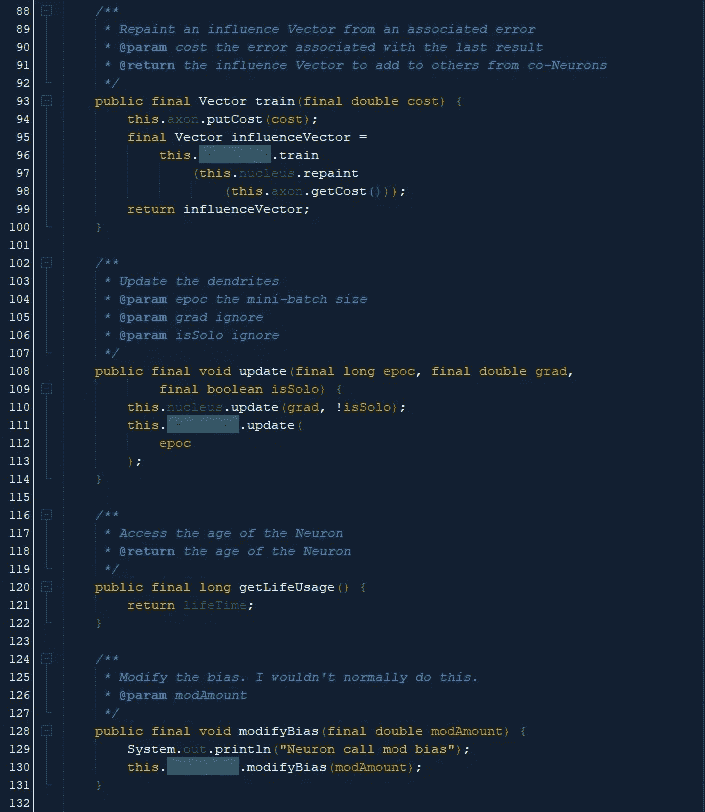 88 /**
89 * Repaint an influence Vector from an associated error
90 * @param cost the error associated with the last result
91 * @return the influence Vector to add to others from co-Neurons
92 */
93 public final Vector train(final double cost) {
94 this.axon.putCost(cost);
95 final Vector influenceVector =
96 this. .train
97 (this.nucleus.repaint
98 (this.axon.getCost()));
99 return influenceVector;
100 }
101
102 /**
103 * Update the dendrites
104 * @param epoc the mini-batch size
105 * @param grad ignore
106 * @param isSolo ignore
107 */
108 public final void update(final long epoc, final double grad,
109 final boolean isSolo) {
110 this.nucleus.update(grad, !isSolo);
111 this. .update(
112 epoc
113 );
114 }
115
116 /**
117 * Access the age of the Neuron
118 * @return the age of the Neuron
119 */
120 public final long getLifeUsage() {
121 return lifeTime;
122 }
123
124 /**
125 * Modify the bias. I wouldn't normally do this.
126 * @param modAmount
127 */
128 public final void modifyBias(final double modAmount) {
129 System.out.println("Neuron call mod bias");
130 this. .modifyBias(modAmount);
131 }
132